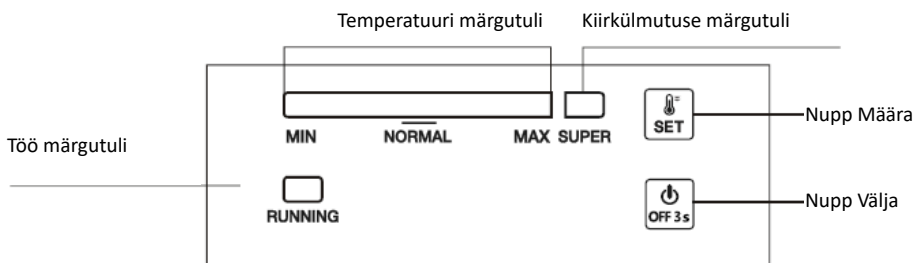 Temperatuuri märgutuli
Kiirkülmutuse märgutuli
SET
Nupp Määra
MIN
NORMAL
MAX
SUPER
Töö märgutuli
RUNNING
OFF 3s
Nupp Välja